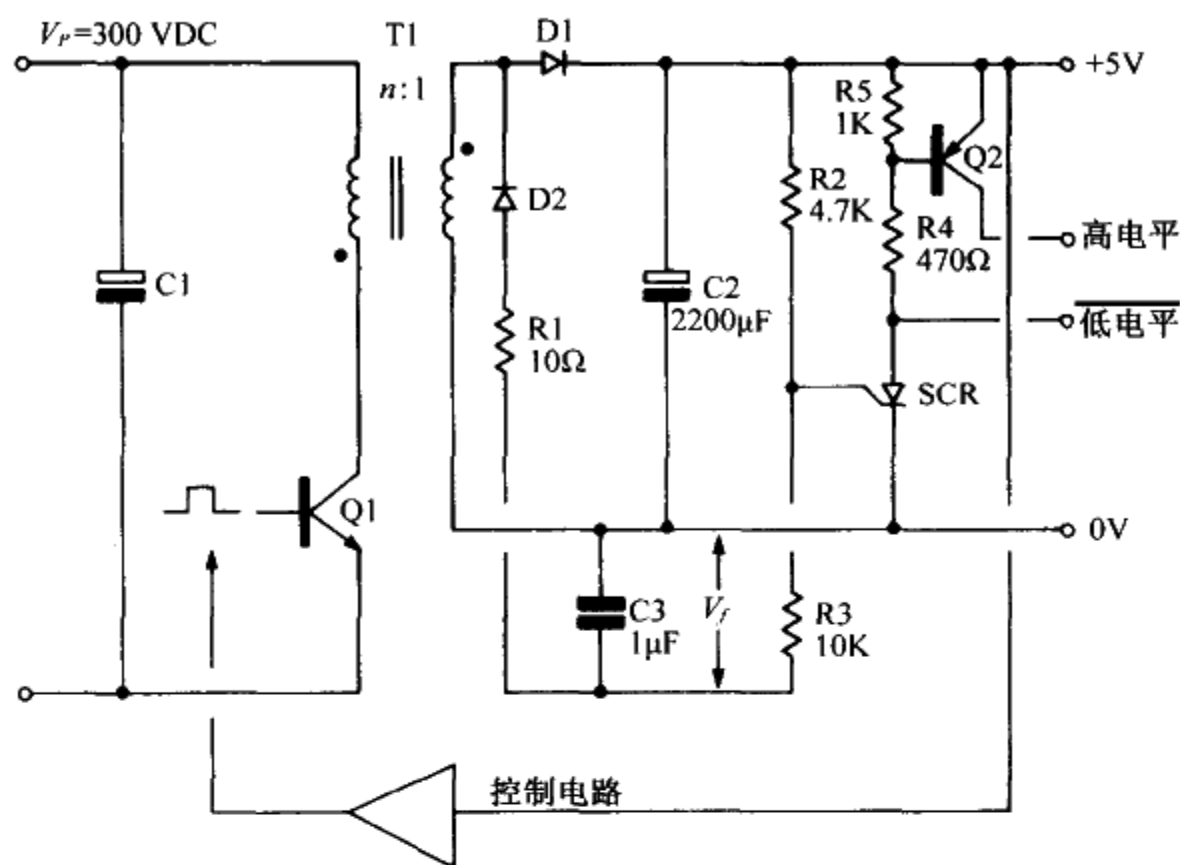 V_P=300 VDC
T1
n:1
D1
+5V
R5
1K
Q2
R2
4.7K
D2
R4
470Ω
高电平
C1
C2
2200μF
低电平
R1
10Ω
SCR
Q1
0V
C3
1μF
V_f
R3
10K
控制电路